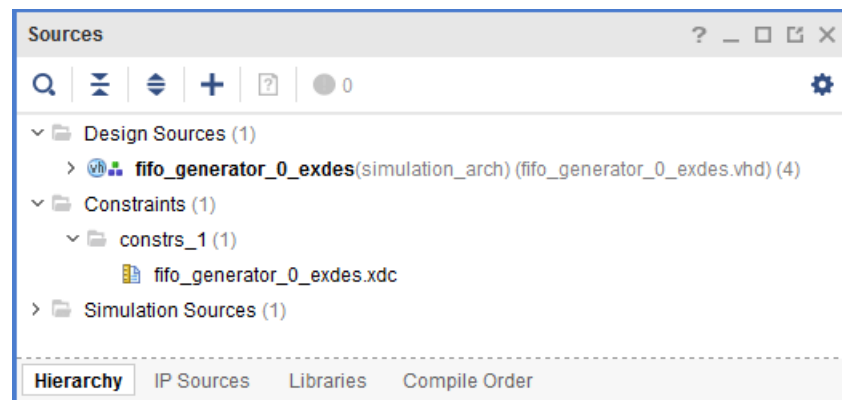 Sources
0
Design Sources (1)
fifo_generator_0_exdes(simulation_arch) (fifo_generator_0_exdes.vhd) (4)
Constraints (1)
constrs_1 (1)
fifo_generator_0_exdes.xdc
Simulation Sources (1)
Hierarchy IP Sources Libraries Compile Order